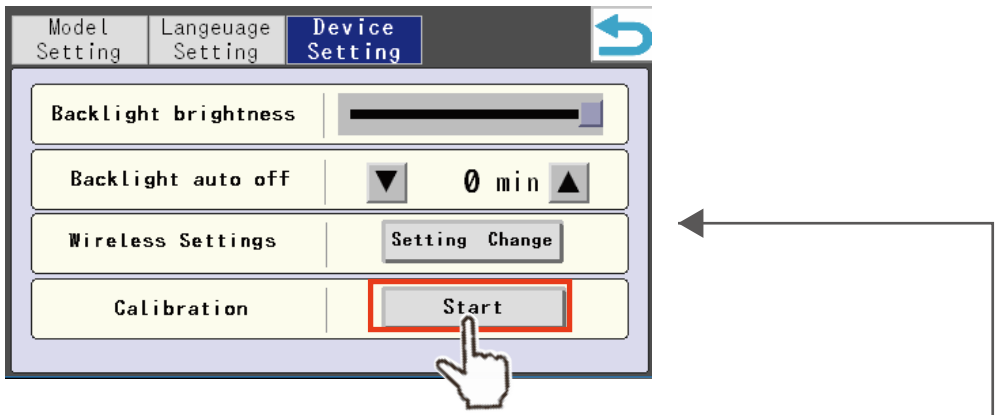 Model
Setting
Langeuage
Setting
Device
Setting
Backlight brightness
Backlight auto off
0 min
Wireless Settings
Setting Change
Calibration
Start